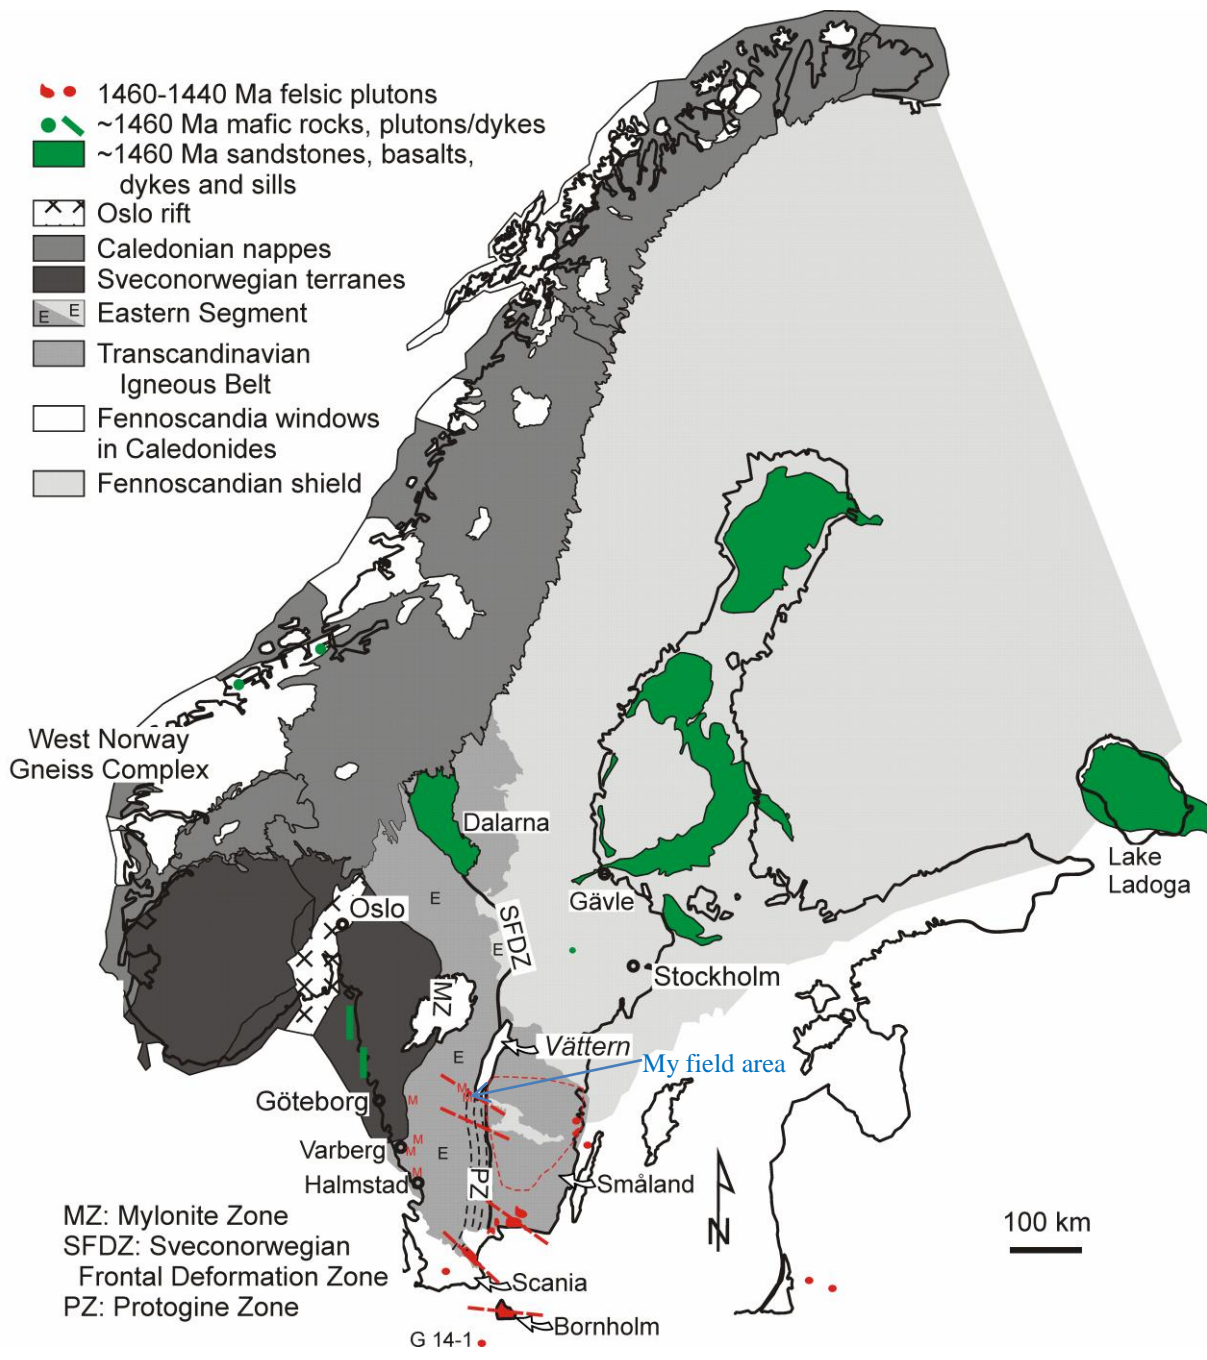 1460-1440 Ma felsic plutons
~1460 Ma mafic rocks, plutons/dykes
~1460 Ma sandstones, basalts,
dykes and sills
Oslo rift
Caledonian nappes
Sveconorwegian terranes
E E Eastern Segment
Transcandinavian
Igneous Belt
Fennoscandia windows
in Caledonides
Fennoscandian shield
West Norway
Gneiss Complex
Dalarna
Lake
Ladoga
Gävle
E
Oslo
SFDZ
E
Stockholm
MZ
Vättern
E
My field area
M
M
M
Göteborg
M
Varberg
M
E
Halmstad
M
PZ
Småland
N
100 km
MZ: Mylonite Zone
SFDZ: Sveconorwegian
Frontal Deformation Zone
PZ: Protogine Zone
Scania
Bornholm
G 14-1